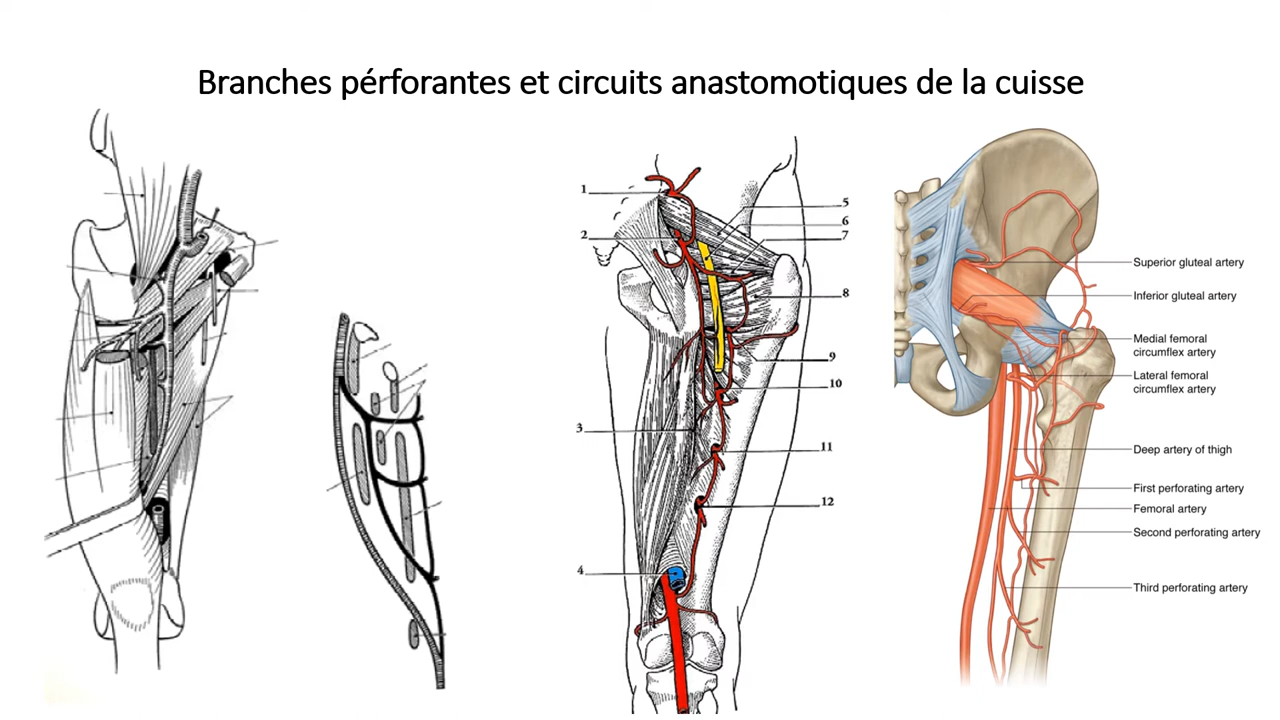 Branches pérforantes et circuits anastomotiques de la cuisse
1
2
3
4
5
6
7
8
9
10
11
12
Superior gluteal artery
Inferior gluteal artery
Medial femoral
circumflex artery
Lateral femoral
circumflex artery
Deep artery of thigh
First perforating artery
Femoral artery
Second perforating artery
Third perforating artery